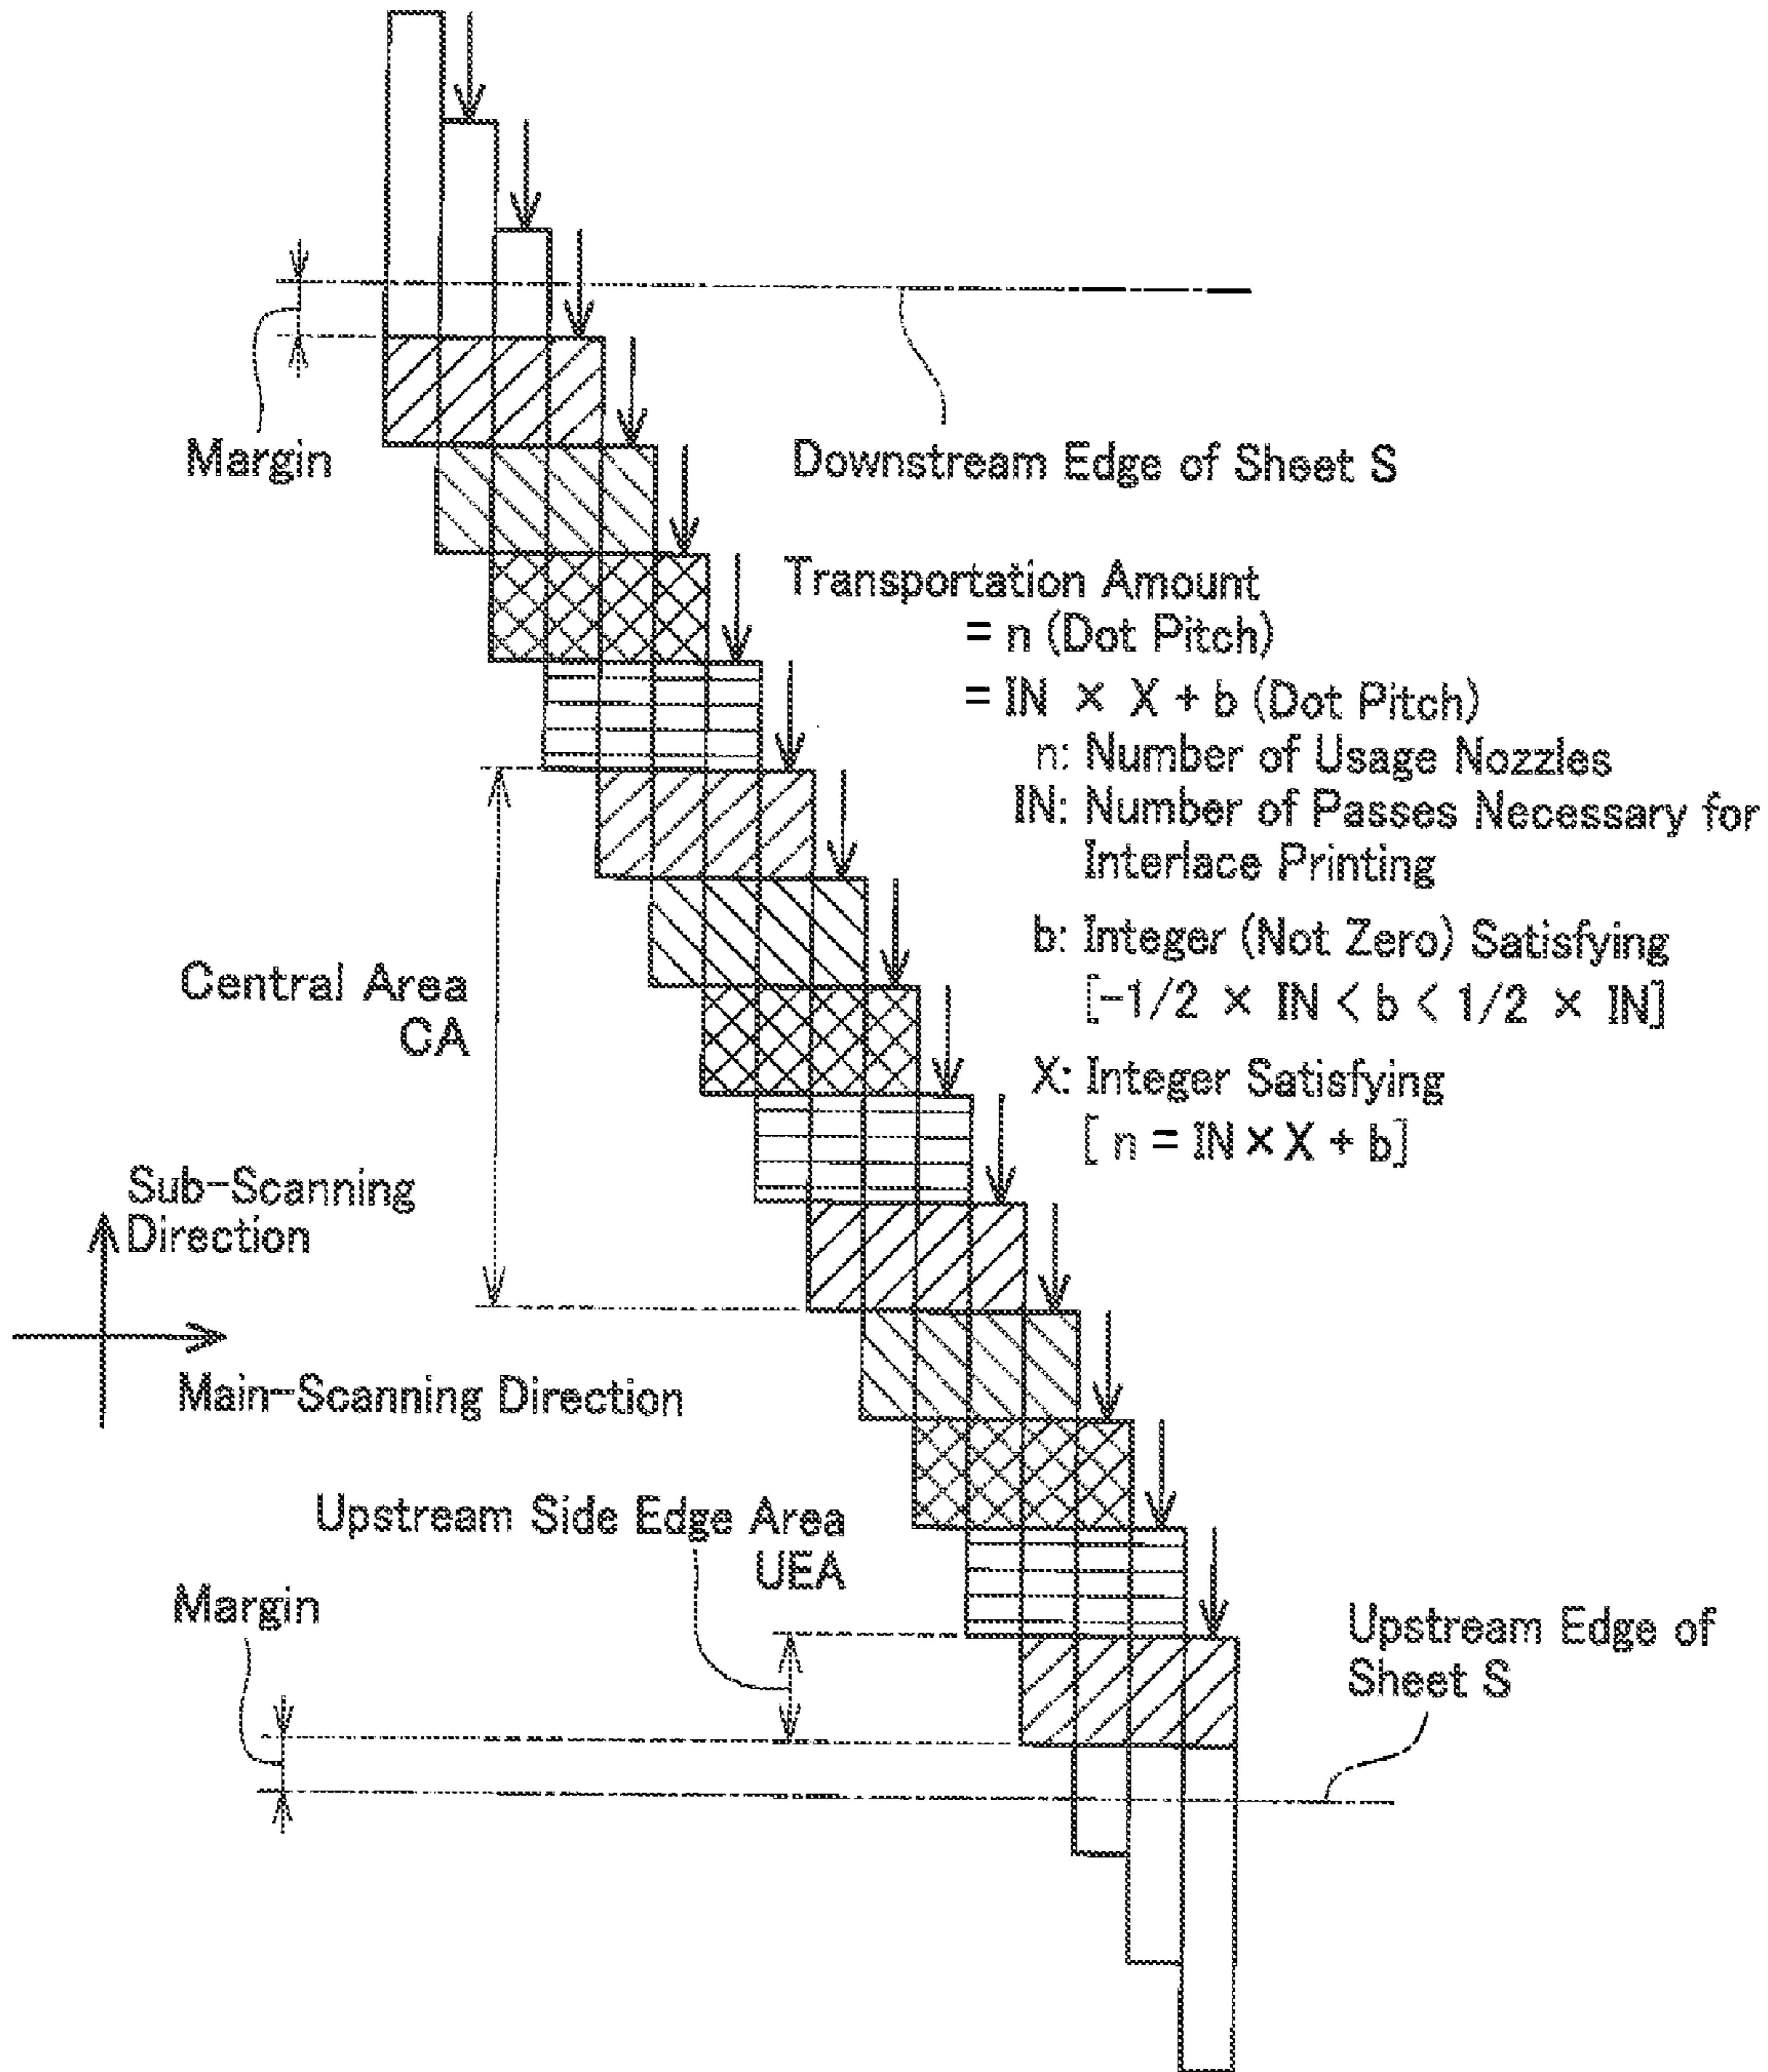 Margin
Downstream Edge of Sheet S
Transportation Amount
= n (Dot Pitch)
= IN × X + b (Dot Pitch)
n: Number of Usage Nozzles
IN: Number of Passes Necessary for
Interlace Printing
b: Integer (Not Zero) Satisfying
[-1/2 × IN < b < 1/2 × IN]
X: Integer Satisfying
[ n = IN × X + b]
Central Area
CA
Sub-Scanning
Direction
Main-Scanning Direction
Upstream Side Edge Area
UEA
Margin
Upstream Edge of
Sheet S